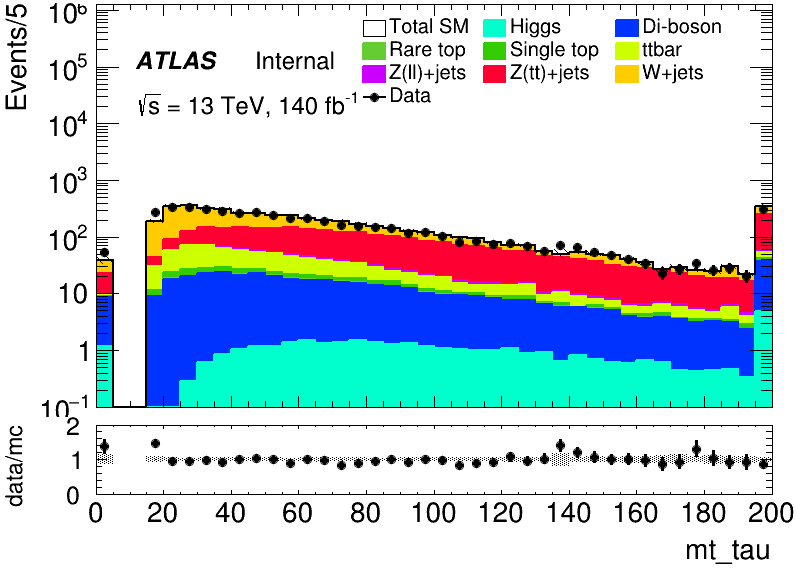 Events/5
10⁶
10⁵
10⁴
10³
10²
10
1
10⁻¹
ATLAS Internal
√s = 13 TeV, 140 fb⁻¹
Total SM Higgs Di-boson
Rare top Single top ttbar
Z(ll)+jets Z(tt)+jets W+jets
Data
data/mc
2
1
0
0 20 40 60 80 100 120 140 160 180 200
mt_tau